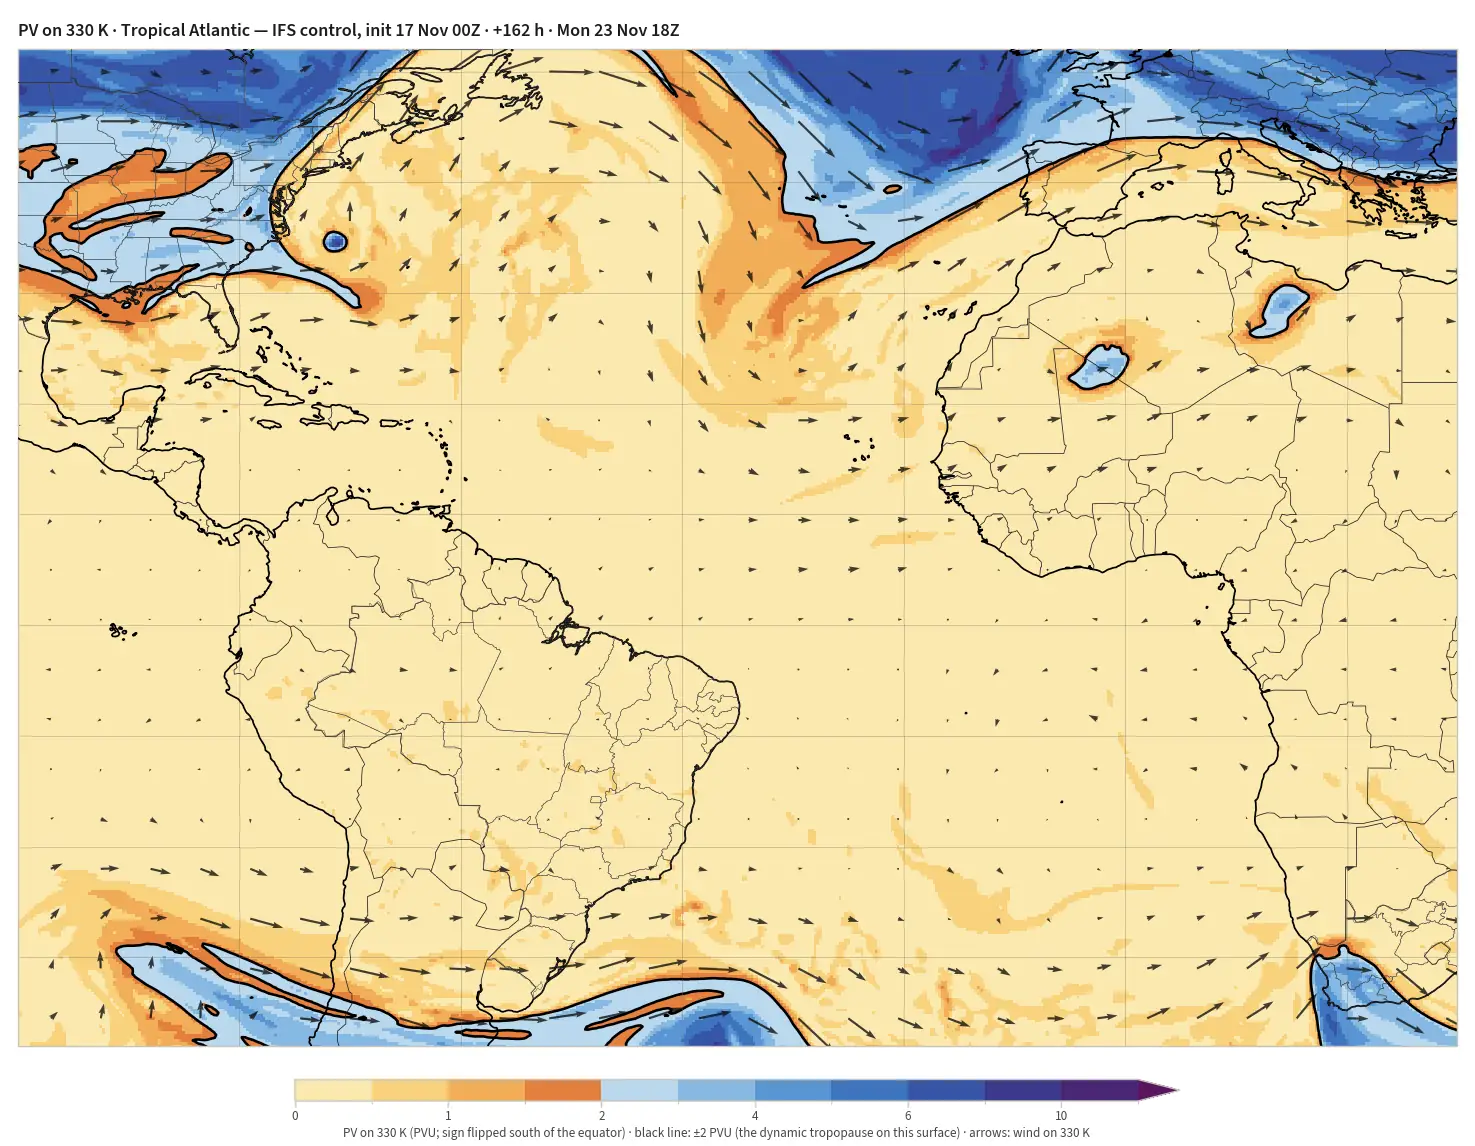 PV on 330 K · Tropical Atlantic — IFS control, init 17 Nov 00Z · +162 h · Mon 23 Nov 18Z
0 1 2 4 6 10
PV on 330 K (PVU; sign flipped south of the equator) · black line: ±2 PVU (the dynamic tropopause on this surface) · arrows: wind on 330 K